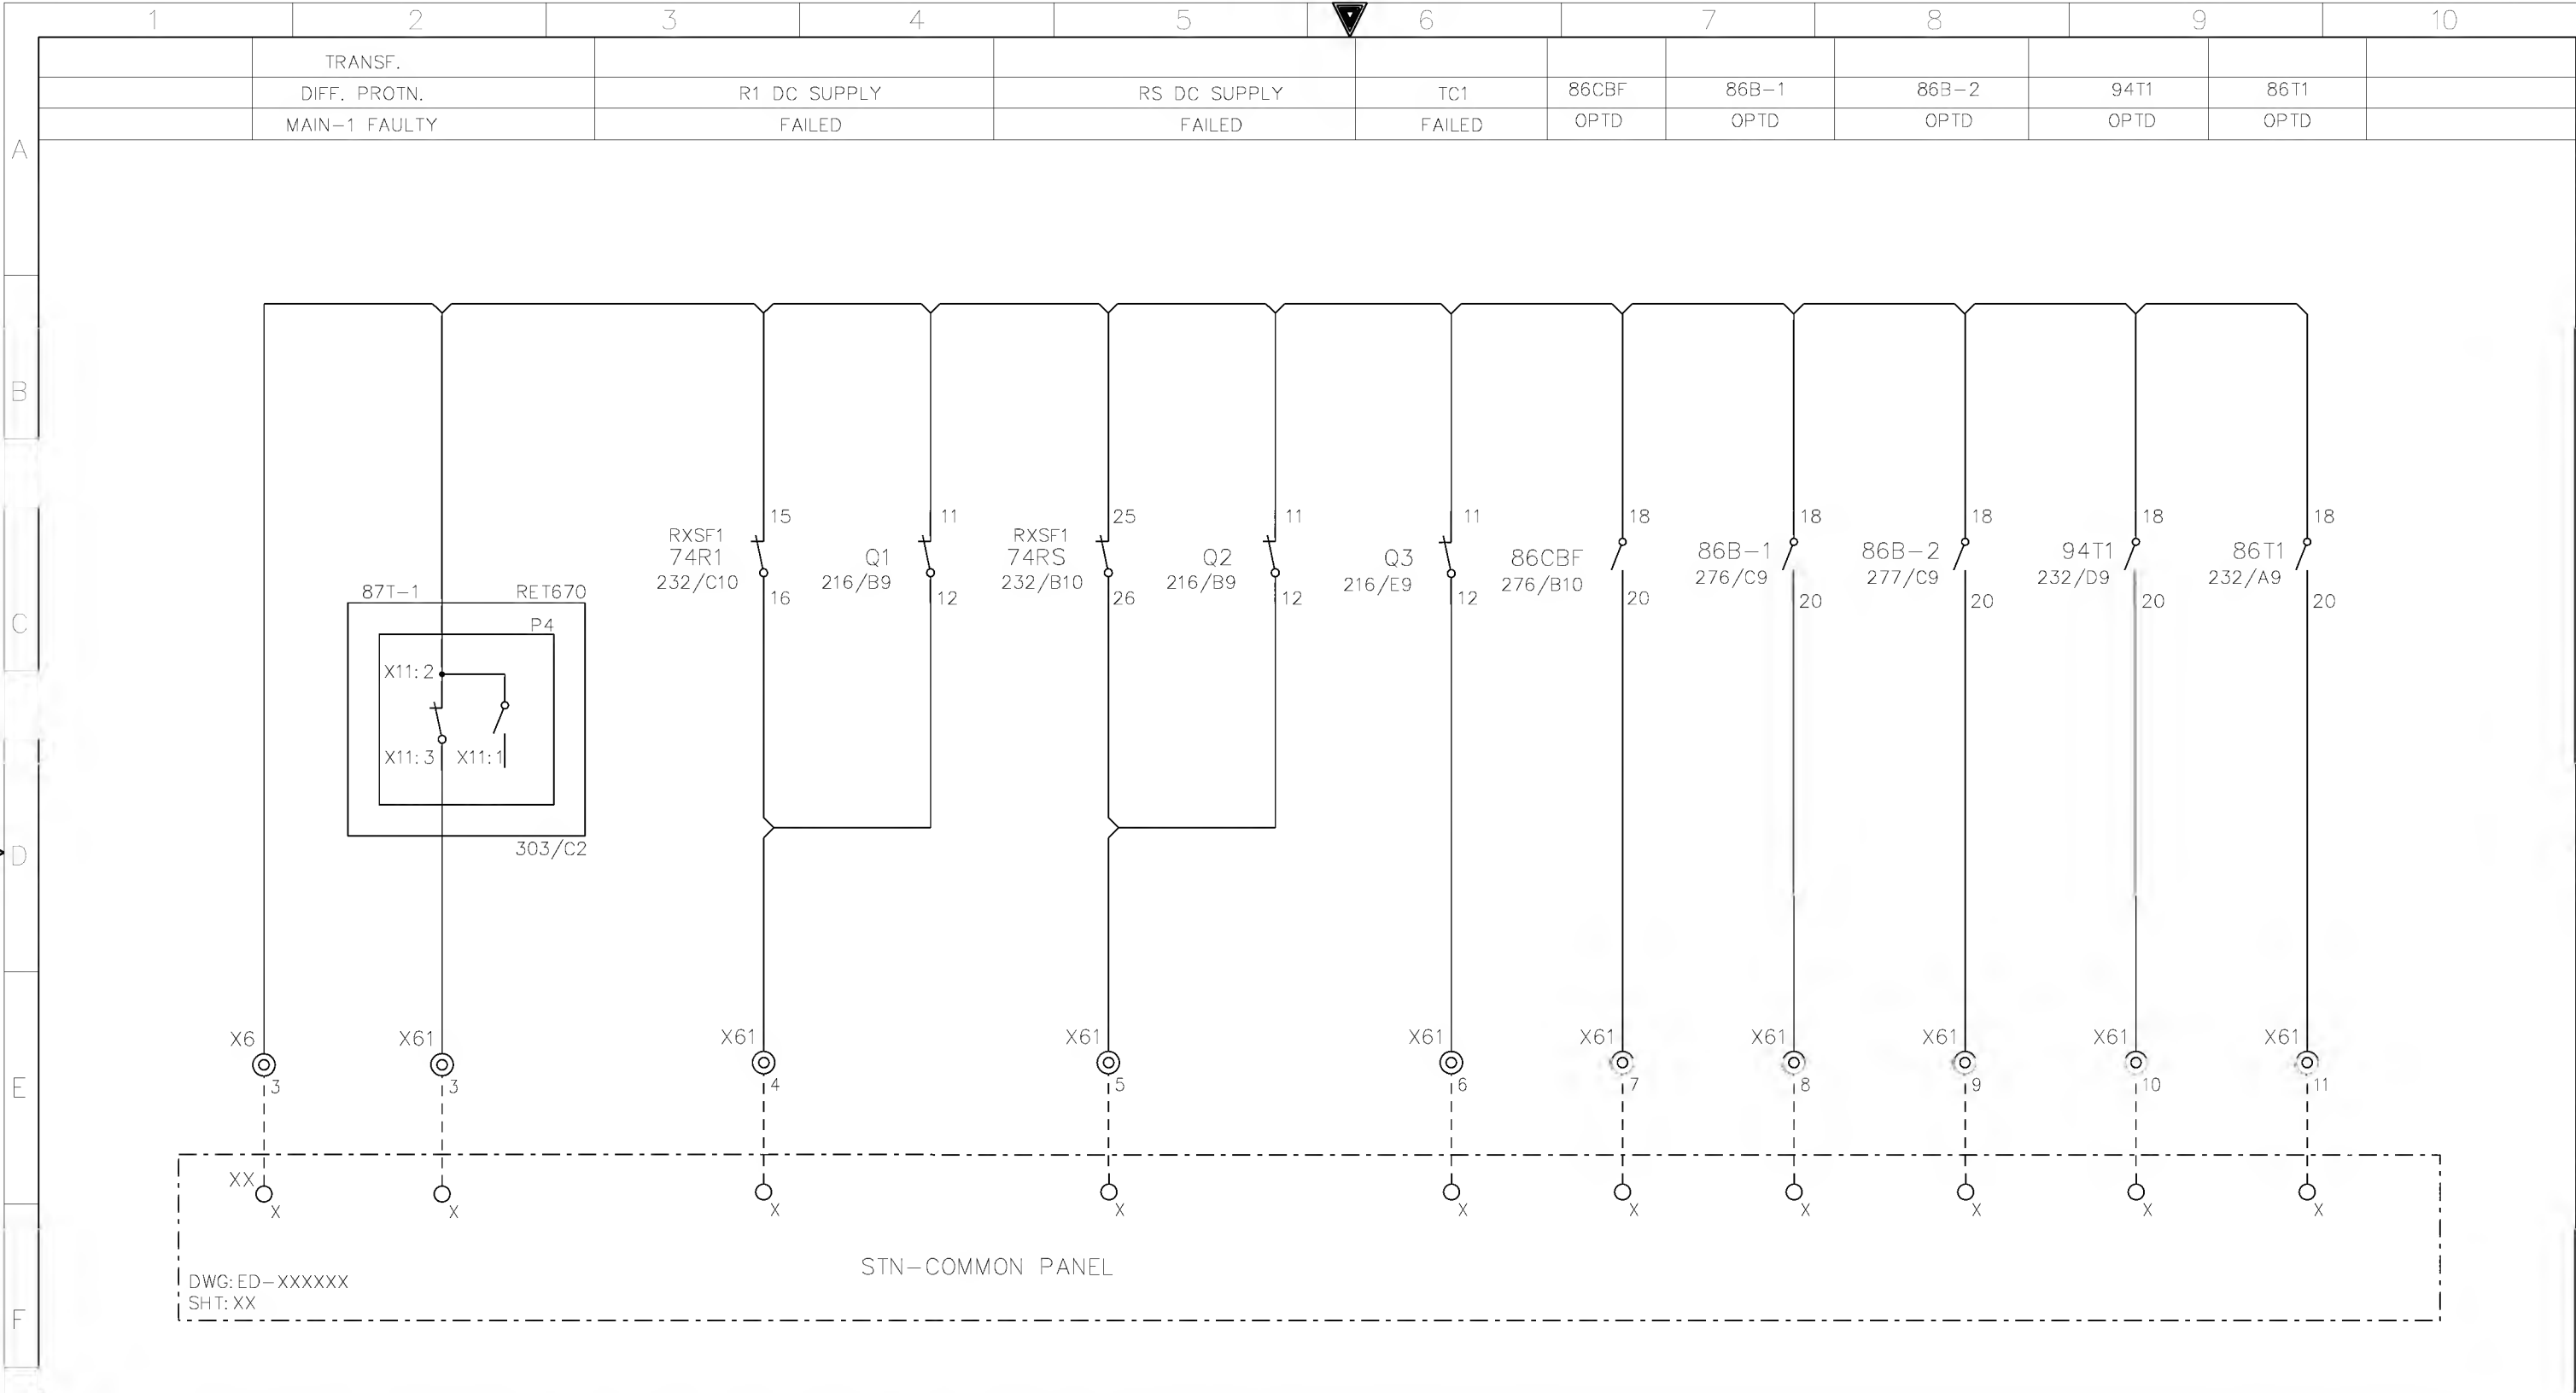 1 2 3 4 5 6 7 8 9 10
TRANSF.
DIFF. PROTN. R1 DC SUPPLY RS DC SUPPLY TC1 86CBF 86B-1 86B-2 94T1 86T1
MAIN-1 FAULTY FAILED FAILED FAILED OPTD OPTD OPTD OPTD OPTD
A
B
15 11 25 11 11 18 18 18 18 18
RXSF1 RXSF1
74R1 Q1 74RS Q2 Q3 86CBF 86B-1 86B-2 94T1 86T1
232/C10 216/B9 232/B10 216/B9 216/E9 276/B10 276/C9 277/C9 232/D9 232/A9
16 12 26 12 12 20 20 20 20 20
87T-1 RET670
C
P4
X11:2
X11:3 X11:1
303/C2
D
X6 X61 X61 X61 X61 X61 X61 X61 X61 X61
3 3 4 5 6 7 8 9 10 11
E
XX
X X X X X X X X X X
STN-COMMON PANEL
DWG:ED-XXXXXX
SHT:XX
F